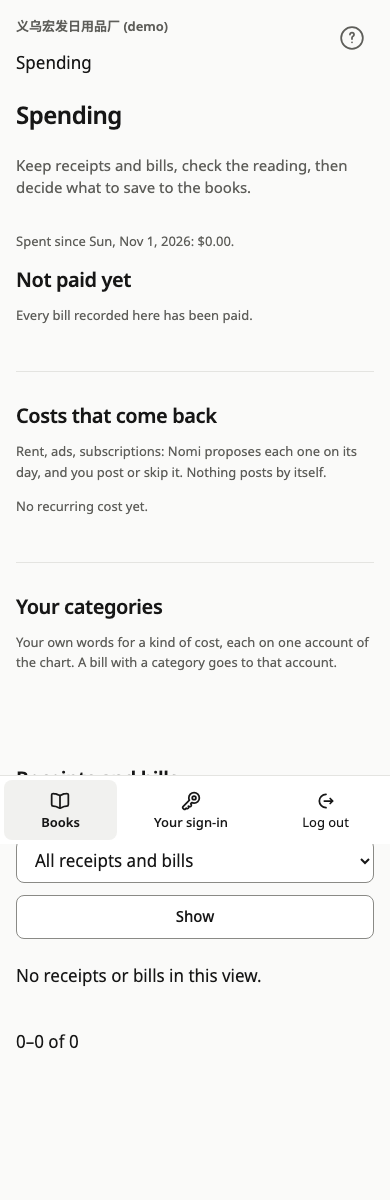 义乌宏发日用品厂 (demo)
Spending
Spending
Keep receipts and bills, check the reading, then
decide what to save to the books.
Spent since Sun, Nov 1, 2026: $0.00.
Not paid yet
Every bill recorded here has been paid.
Costs that come back
Rent, ads, subscriptions: Nomi proposes each one on its
day, and you post or skip it. Nothing posts by itself.
No recurring cost yet.
Your categories
Your own words for a kind of cost, each on one account of
the chart. A bill with a category goes to that account.
Receipts and bills
Books
Your sign-in
Log out
All receipts and bills
Show
No receipts or bills in this view.
0–0 of 0